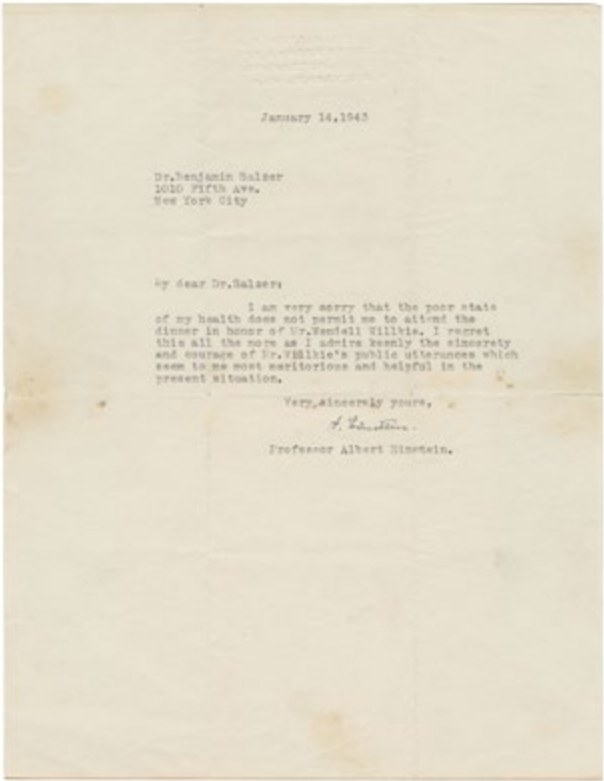 January 14,1943
Dr.Benjamin Salzer
1010 Fifth Ave.
New York City
My dear Dr.Salzer:
I am very sorry that the poor state
of my health does not permit me to attend the
dinner in honor of Mr.Wendell Willkie. I regret
this all the more as I admire keenly the sincerety
and courage of Mr.Willkie's public utterances which
seem to me most meritorious and helpful in the
present situation.
Very sincerely yours,
A. Einstein.
Professor Albert Einstein.